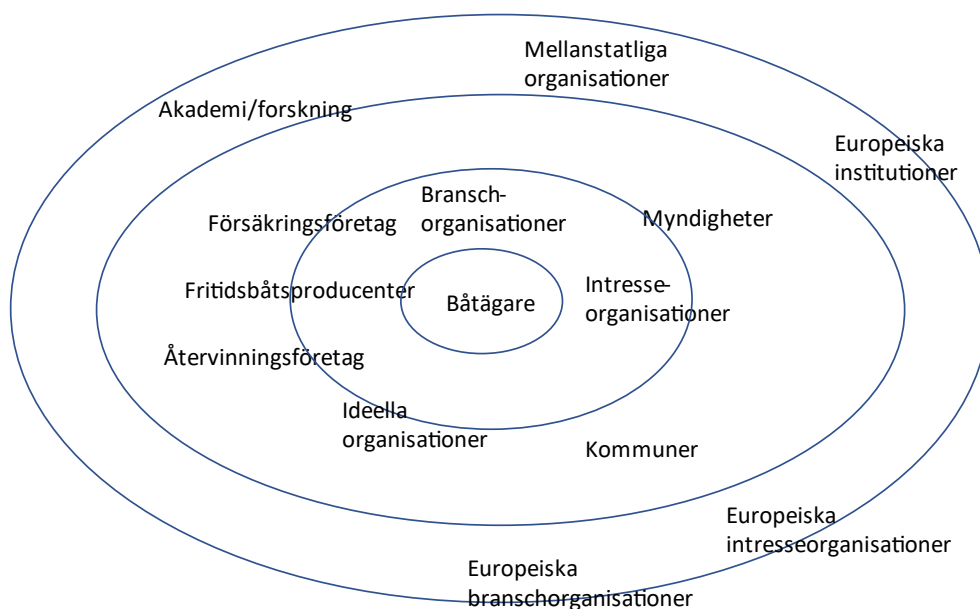 Mellanstatliga
organisationer
Akademi/forskning
Europeiska
institutioner
Bransch-
organisationer
Försäkringsföretag
Myndigheter
Fritidsbåtsproducenter
Båtägare
Intresse-
organisationer
Återvinningsföretag
Ideella
organisationer
Kommuner
Europeiska
intresseorganisationer
Europeiska
branschorganisationer